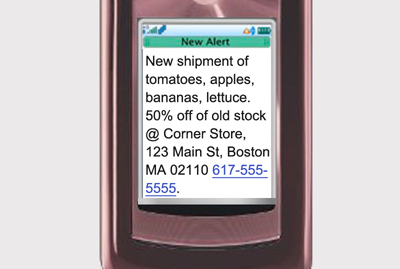 New Alert
New shipment of
tomatoes, apples,
bananas, lettuce.
50% off of old stock
@ Corner Store,
123 Main St, Boston
MA 02110 617-555-
5555.